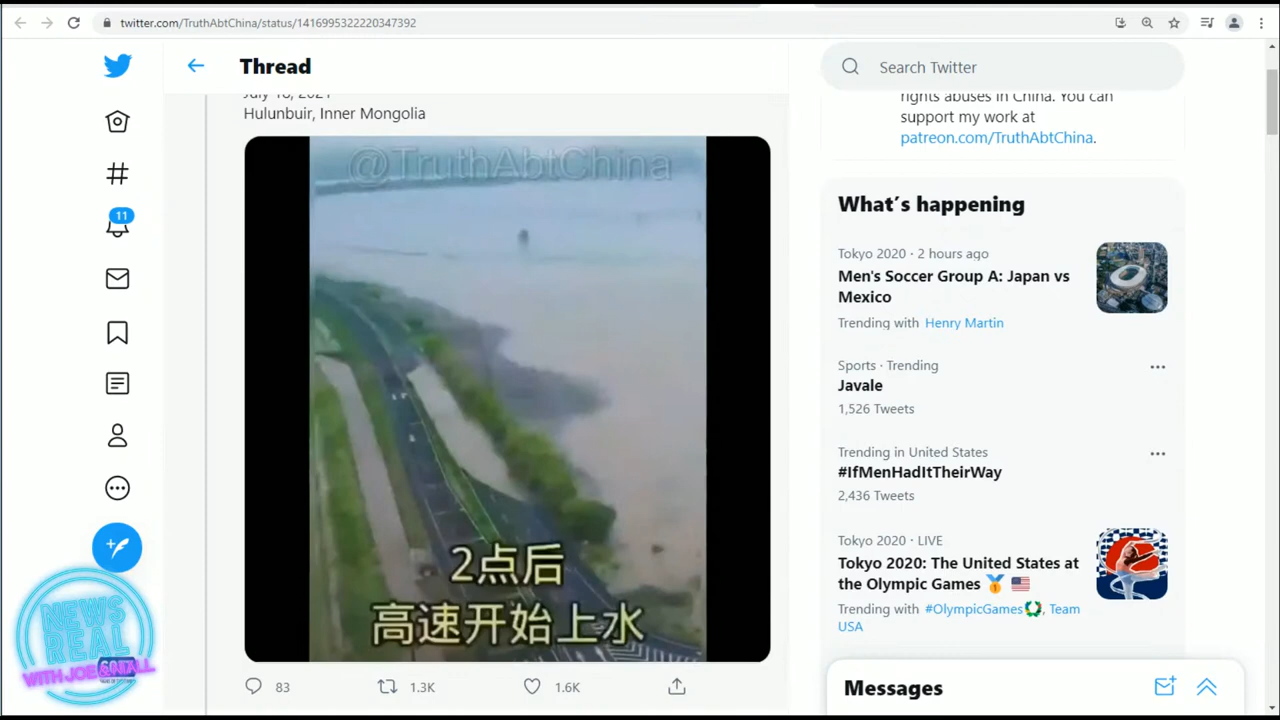 twitter.com/TruthAbtChina/status/1416995322220347392
Thread
Search Twitter
July 18, 2021
Hulunbuir, Inner Mongolia
@TruthAbtChina
2点后
高速开始上水
83
1.3K
1.6K
11
rights abuses in China. You can
support my work at
patreon.com/TruthAbtChina.
What's happening
Tokyo 2020 · 2 hours ago
Men's Soccer Group A: Japan vs
Mexico
Trending with Henry Martin
Sports · Trending
Javale
1,526 Tweets
Trending in United States
#IfMenHadItTheirWay
2,436 Tweets
Tokyo 2020 · LIVE
Tokyo 2020: The United States at
the Olympic Games 🥇 🇺🇸
Trending with #OlympicGames, Team
USA
Messages
NEWS
REAL
WITH JOE & NIALL